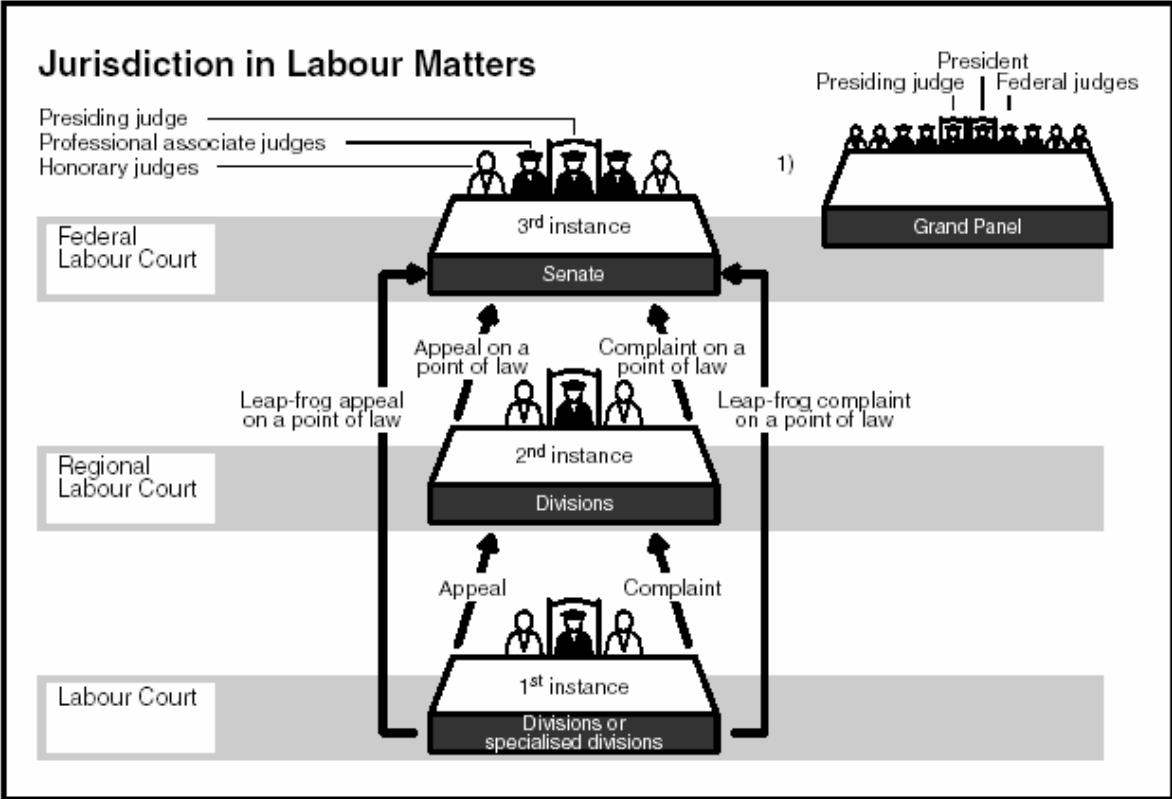 Jurisdiction in Labour Matters
President
Presiding judge
Federal judges
Presiding judge
Professional associate judges
Honorary judges
1)
Grand Panel
Federal
Labour Court
3rd instance
Senate
Appeal on a
point of law
Complaint on a
point of law
Leap-frog appeal
on a point of law
Leap-frog complaint
on a point of law
Regional
Labour Court
2nd instance
Divisions
Appeal
Complaint
Labour Court
1st instance
Divisions or
specialised divisions